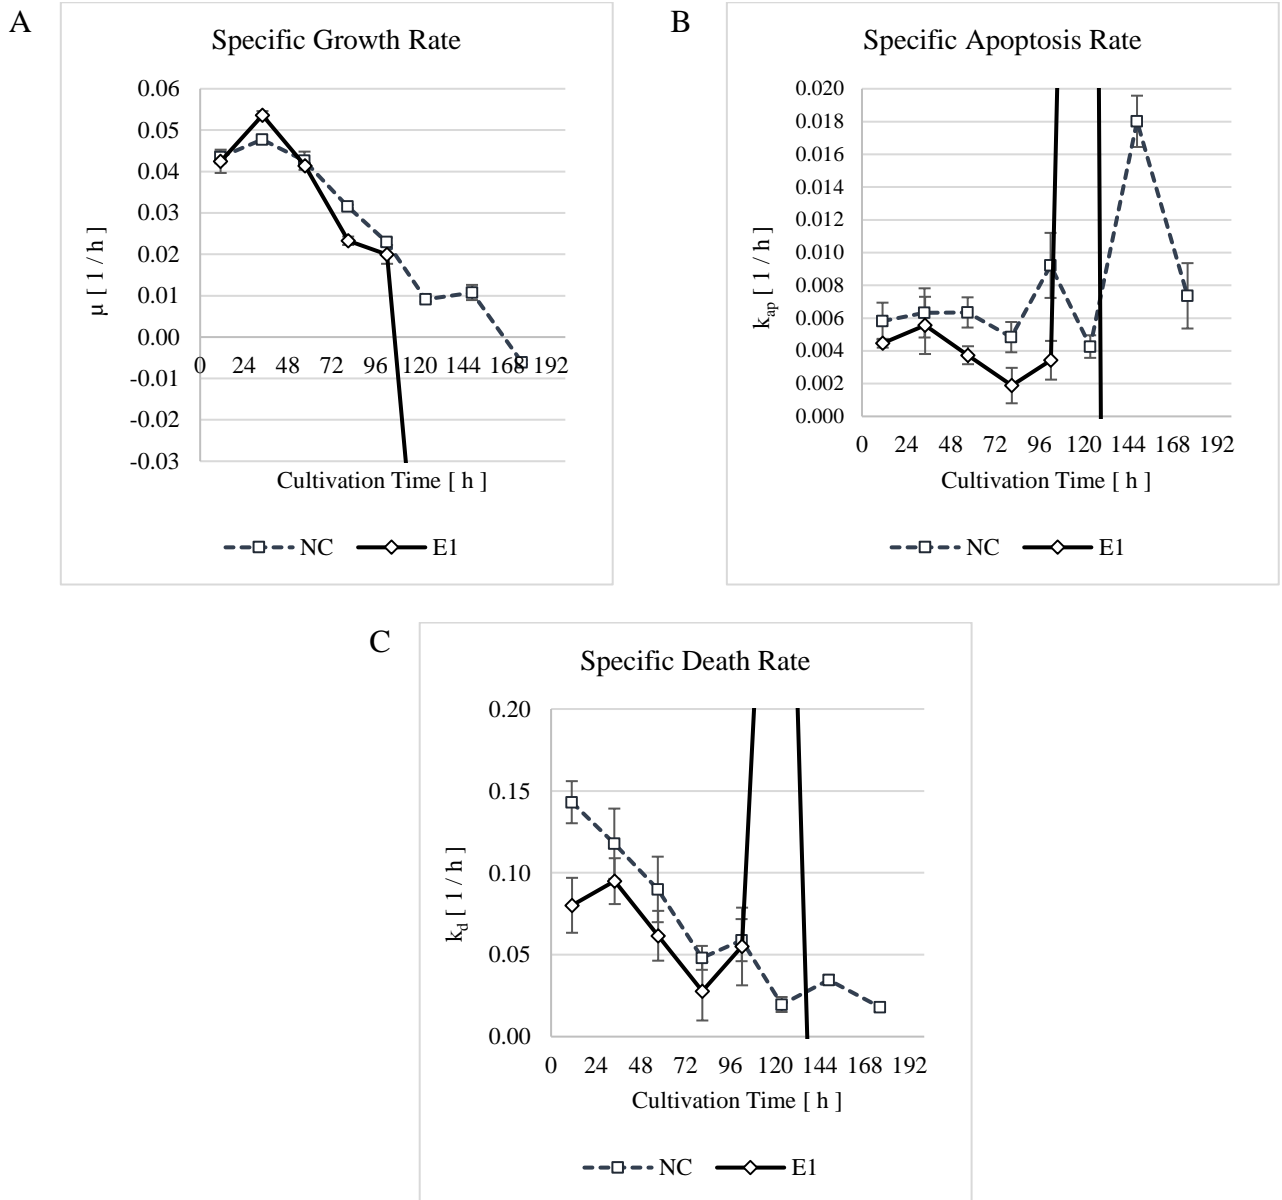 A
Specific Growth Rate
0.06
0.05
0.04
0.03
0.02
0.01
0.00
-0.01
-0.02
-0.03
μ [ 1 / h ]
0 24 48 72 96 120 144 168 192
Cultivation Time [ h ]
NC E1
B
Specific Apoptosis Rate
0.020
0.018
0.016
0.014
0.012
0.010
0.008
0.006
0.004
0.002
0.000
kap [ 1 / h ]
0 24 48 72 96 120 144 168 192
Cultivation Time [ h ]
NC E1
C
Specific Death Rate
0.20
0.15
0.10
0.05
0.00
kd [ 1 / h ]
0 24 48 72 96 120 144 168 192
Cultivation Time [ h ]
NC E1